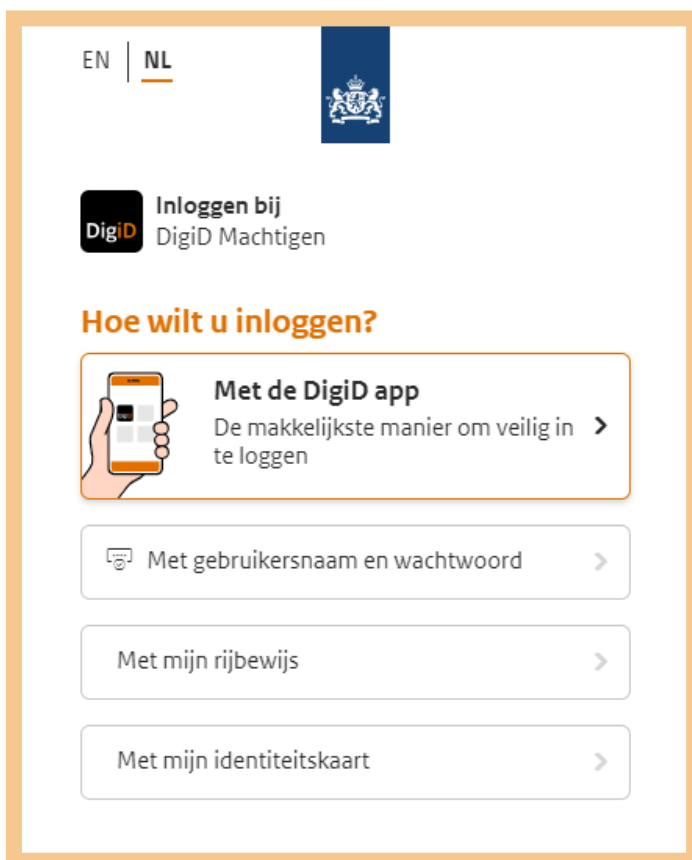 EN | NL
DigiD
Inloggen bij
DigiD Machtigen
Hoe wilt u inloggen?
DigiD
Met de DigiD app
De makkelijkste manier om veilig in
te loggen
Met gebruikersnaam en wachtwoord
Met mijn rijbewijs
Met mijn identiteitskaart